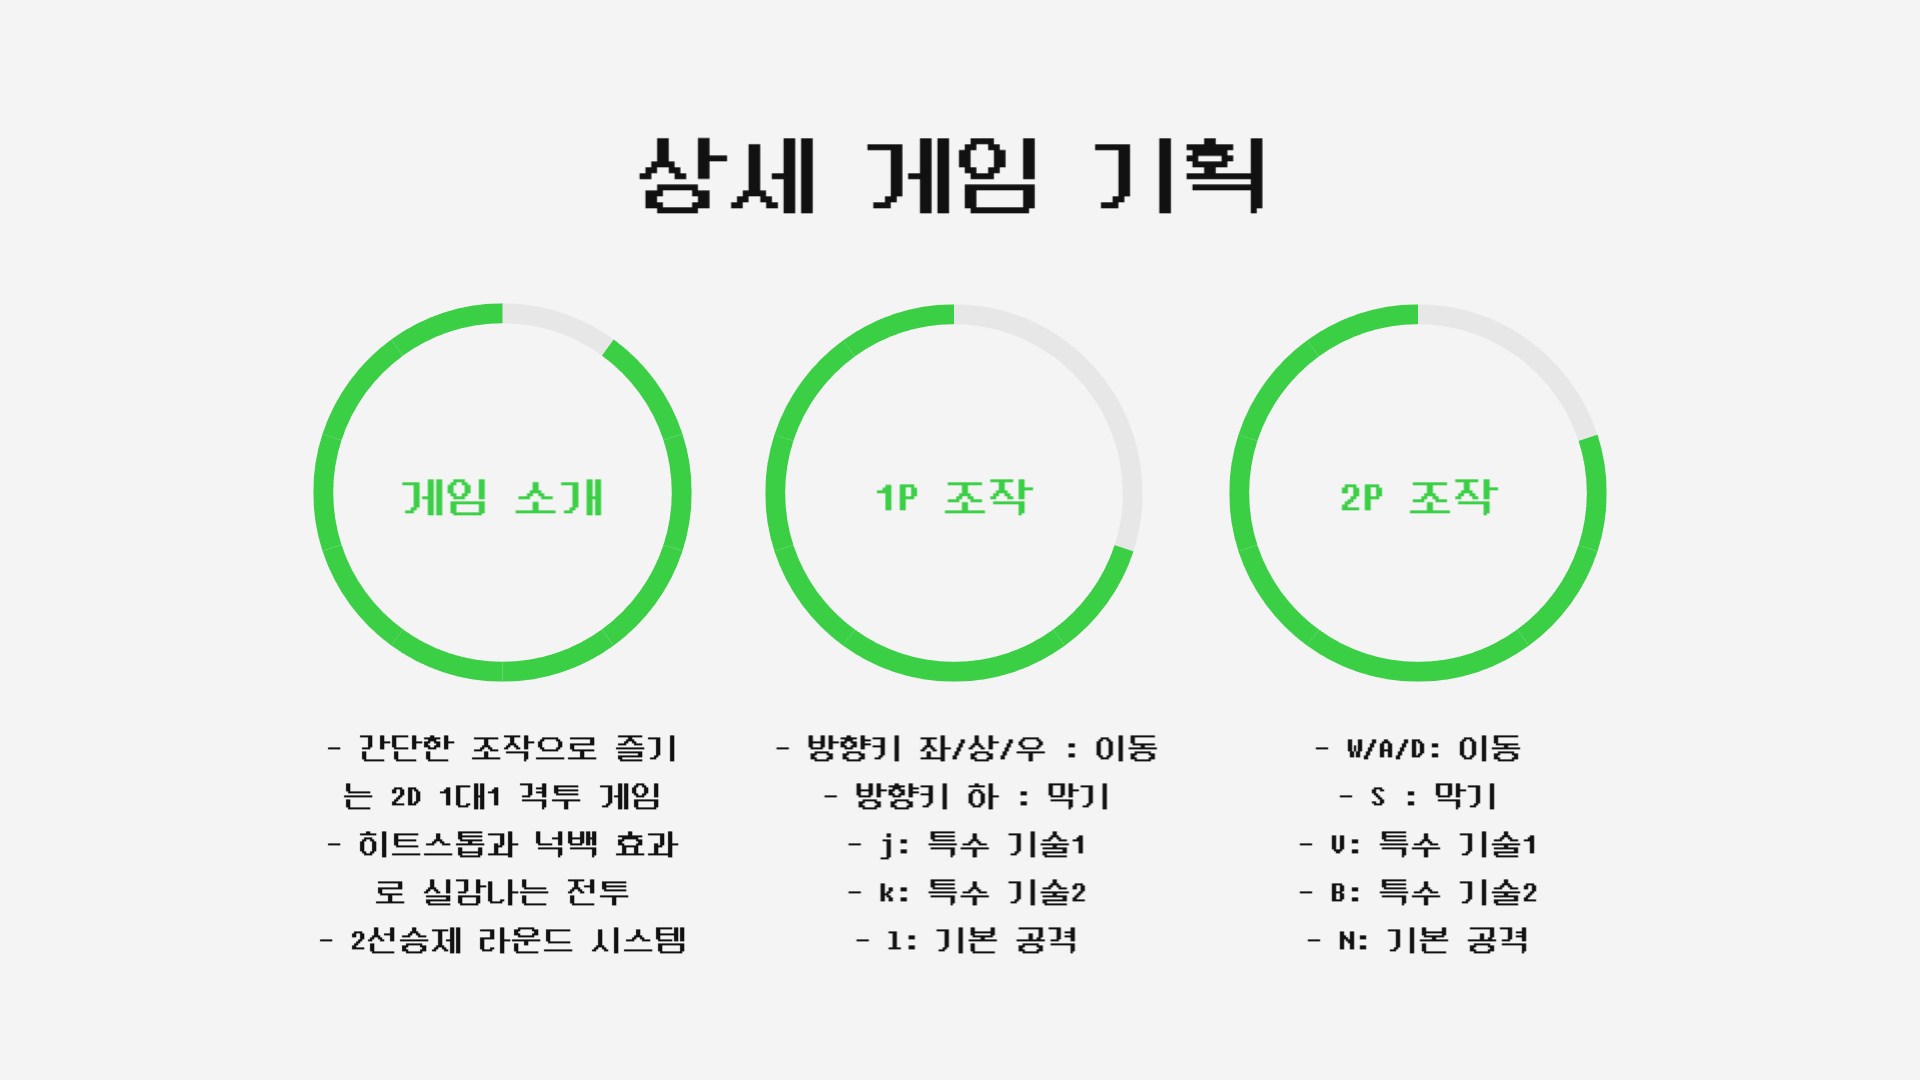 상세 게임 기획
게임 소개
- 간단한 조작으로 즐기
는 2D 1대1 격투 게임
- 히트스톱과 넉백 효과
로 실감나는 전투
- 2선승제 라운드 시스템
1P 조작
- 방향키 좌/상/우 : 이동
- 방향키 하 : 막기
- j: 특수 기술1
- k: 특수 기술2
- l: 기본 공격
2P 조작
- W/A/D: 이동
- S : 막기
- V: 특수 기술1
- B: 특수 기술2
- N: 기본 공격